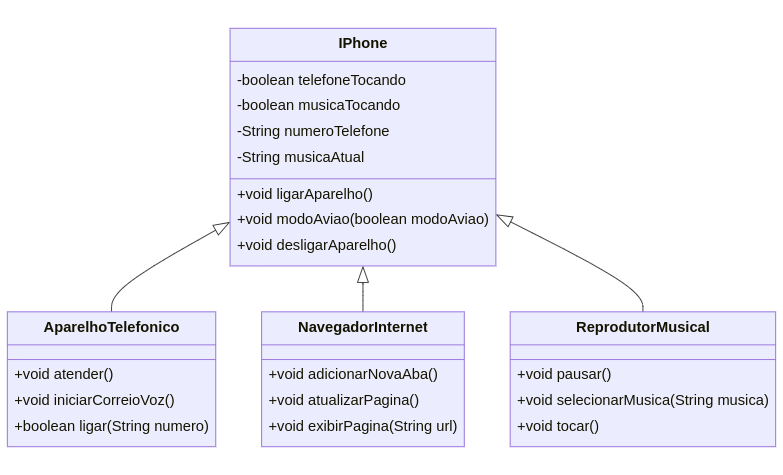 IPhone
-boolean telefoneTocando
-boolean musicaTocando
-String numeroTelefone
-String musicaAtual
+void ligarAparelho()
+void modoAviao(boolean modoAviao)
+void desligarAparelho()
AparelhoTelefonico
+void atender()
+void iniciarCorreioVoz()
+boolean ligar(String numero)
NavegadorInternet
+void adicionarNovaAba()
+void atualizarPagina()
+void exibirPagina(String url)
ReprodutorMusical
+void pausar()
+void selecionarMusica(String musica)
+void tocar()